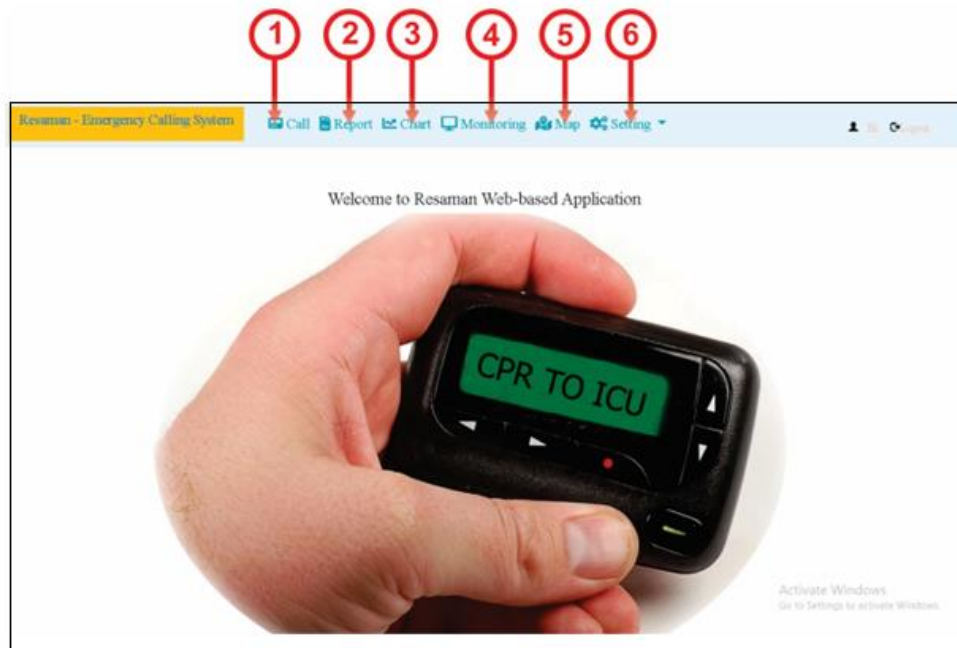 1 2 3 4 5 6
Resaman - Emergency Calling System Call Report Chart Monitoring Map Setting
Welcome to Resaman Web-based Application
CPR TO ICU
Activate Windows
Go to Settings to activate Windows.